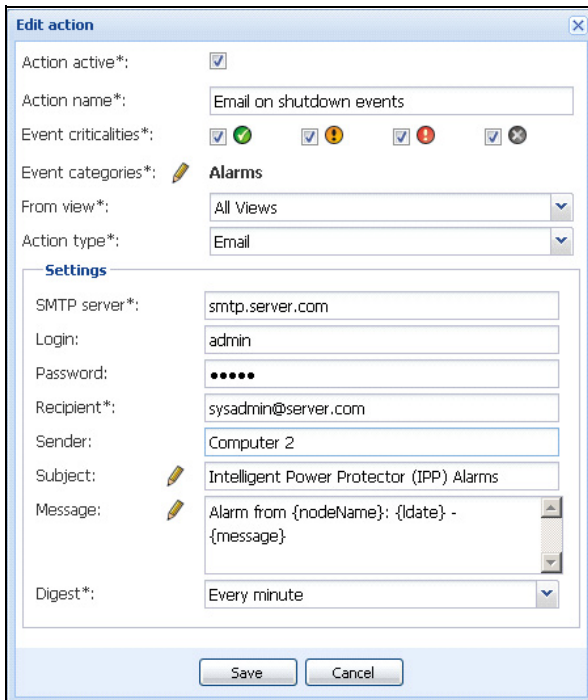 Edit action
Action active*:
Action name*: Email on shutdown events
Event criticalities*:
Event categories*: Alarms
From view*: All Views
Action type*: Email
Settings
SMTP server*: smtp.server.com
Login: admin
Password: •••••
Recipient*: sysadmin@server.com
Sender: Computer 2
Subject: Intelligent Power Protector (IPP) Alarms
Message: Alarm from {nodeName}: {ldate} -
{message}
Digest*: Every minute
Save Cancel